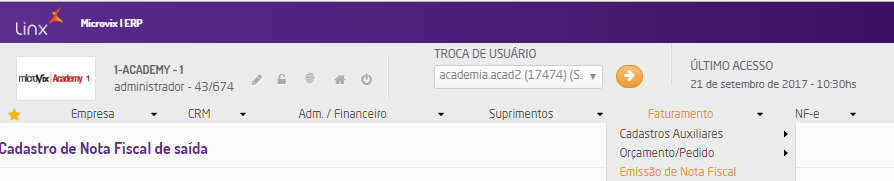 Linx Microvix | ERP
microvix Academy 1
1-ACADEMY - 1
administrador - 43/674
TROCA DE USUÁRIO
academia.acad2 (17474) (S.
ÚLTIMO ACESSO
21 de setembro de 2017 - 10:30hs
Empresa CRM Adm. / Financeiro Suprimentos Faturamento NF-e
Cadastros Auxiliares
Cadastro de Nota Fiscal de saída
Orçamento/Pedido
Emissão de Nota Fiscal